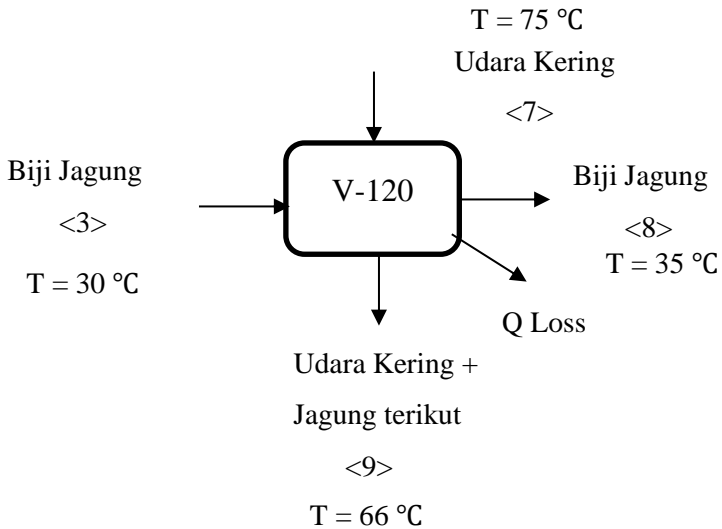 T = 75 ℃
Udara Kering
<7>
Biji Jagung
<3>
T = 30 ℃
V-120
Biji Jagung
<8>
T = 35 ℃
Q Loss
Udara Kering +
Jagung terikut
<9>
T = 66 ℃